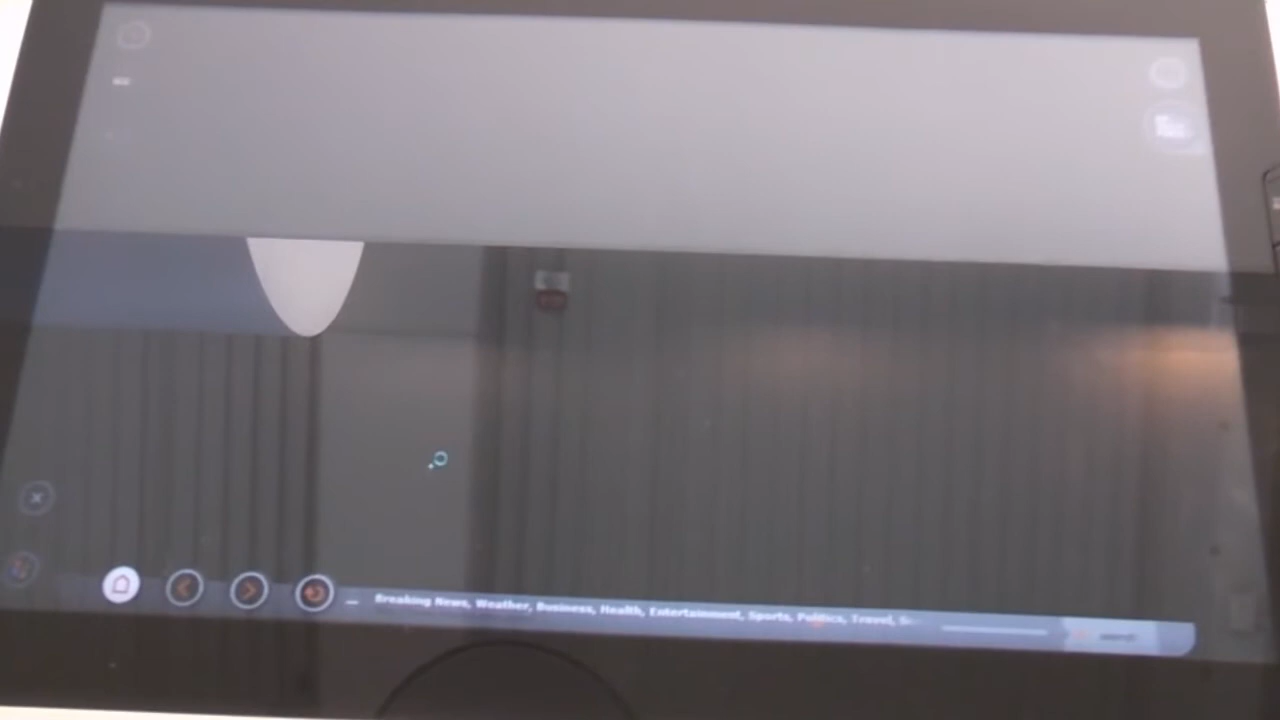 Breaking News, Weather, Business, Health, Entertainment, Sports, Politics, Travel, S